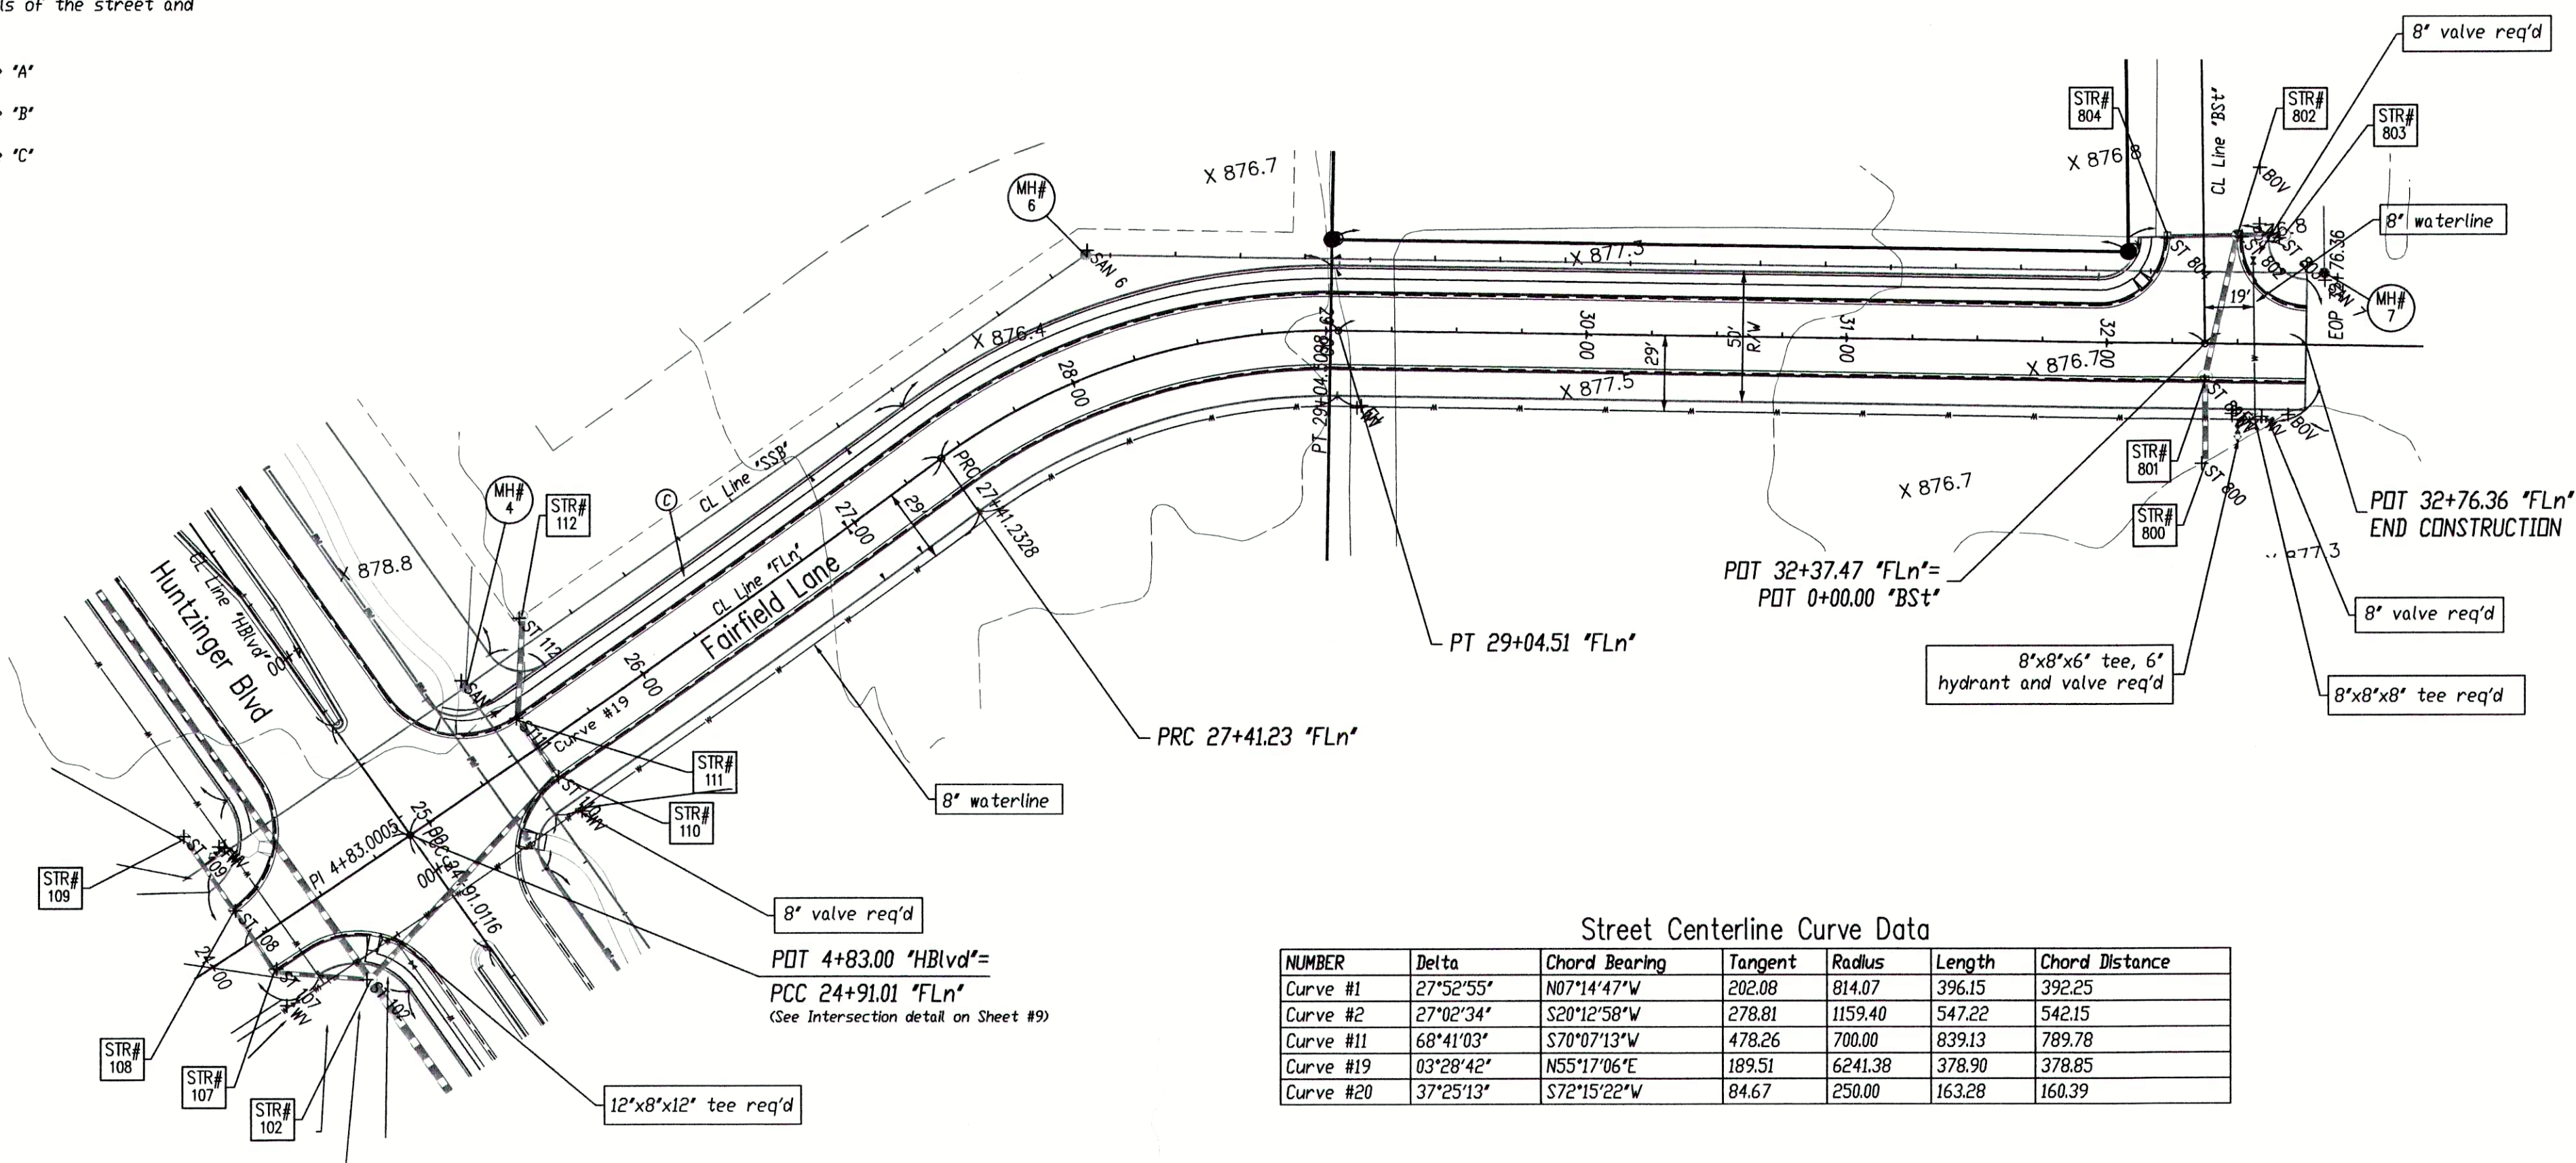 ls of the street and
"A"
"B"
"C"
8" valve req'd
STR#
804
CL Line "BSt"
STR#
802
STR#
803
BOV
8" waterline
X 876.7
X 876.8
MH#
6
SAN 6
X 877.3
ST 802
19'
MH#
7
EOP 32+76.36
X 876.4
28+00
PT 29+04.5088
30+00
29'
50'
R/W
31+00
32+00
X 876.7
X 877.5
BOV
STR#
801
ST 800
X 876.7
STR#
800
POT 32+76.36 "FLn"
END CONSTRUCTION
877.3
CL Line "SSB"
C
PRC 27+41.2328
29'
27+00
MH#
4
STR#
112
CL Line "FLn"
Fairfield Lane
X 878.8
ST 112
Huntzinger Blvd
CL Line "HBlvd"
26+00
Curve #19
POT 32+37.47 "FLn"=
POT 0+00.00 "BSt"
8" valve req'd
PT 29+04.51 "FLn"
8"x8"x6" tee, 6"
hydrant and valve req'd
8"x8"x8" tee req'd
PRC 27+41.23 "FLn"
STR#
111
8" waterline
STR#
110
WV
25+00
PCC 24+91.0116
PI 4+83.0005
STR#
109
ST 109
ST 108
24+00
ST 107
WV
ST 102
8" valve req'd
POT 4+83.00 "HBlvd"=
PCC 24+91.01 "FLn"
(See Intersection detail on Sheet #9)
STR#
108
STR#
107
STR#
102
12"x8"x12" tee req'd
Street Centerline Curve Data
NUMBER Delta Chord Bearing Tangent Radius Length Chord Distance
Curve #1 27°52'55" N07°14'47"W 202.08 814.07 396.15 392.25
Curve #2 27°02'34" S20°12'58"W 278.81 1159.40 547.22 542.15
Curve #11 68°41'03" S70°07'13"W 478.26 700.00 839.13 789.78
Curve #19 03°28'42" N55°17'06"E 189.51 6241.38 378.90 378.85
Curve #20 37°25'13" S72°15'22"W 84.67 250.00 163.28 160.39